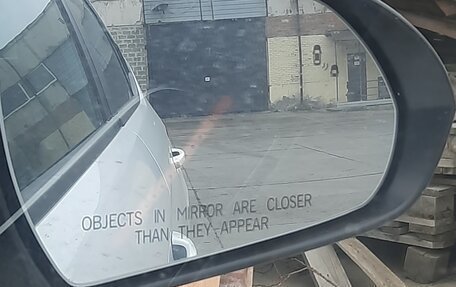 OBJECTS IN MIRROR ARE CLOSER
THAN THEY APPEAR